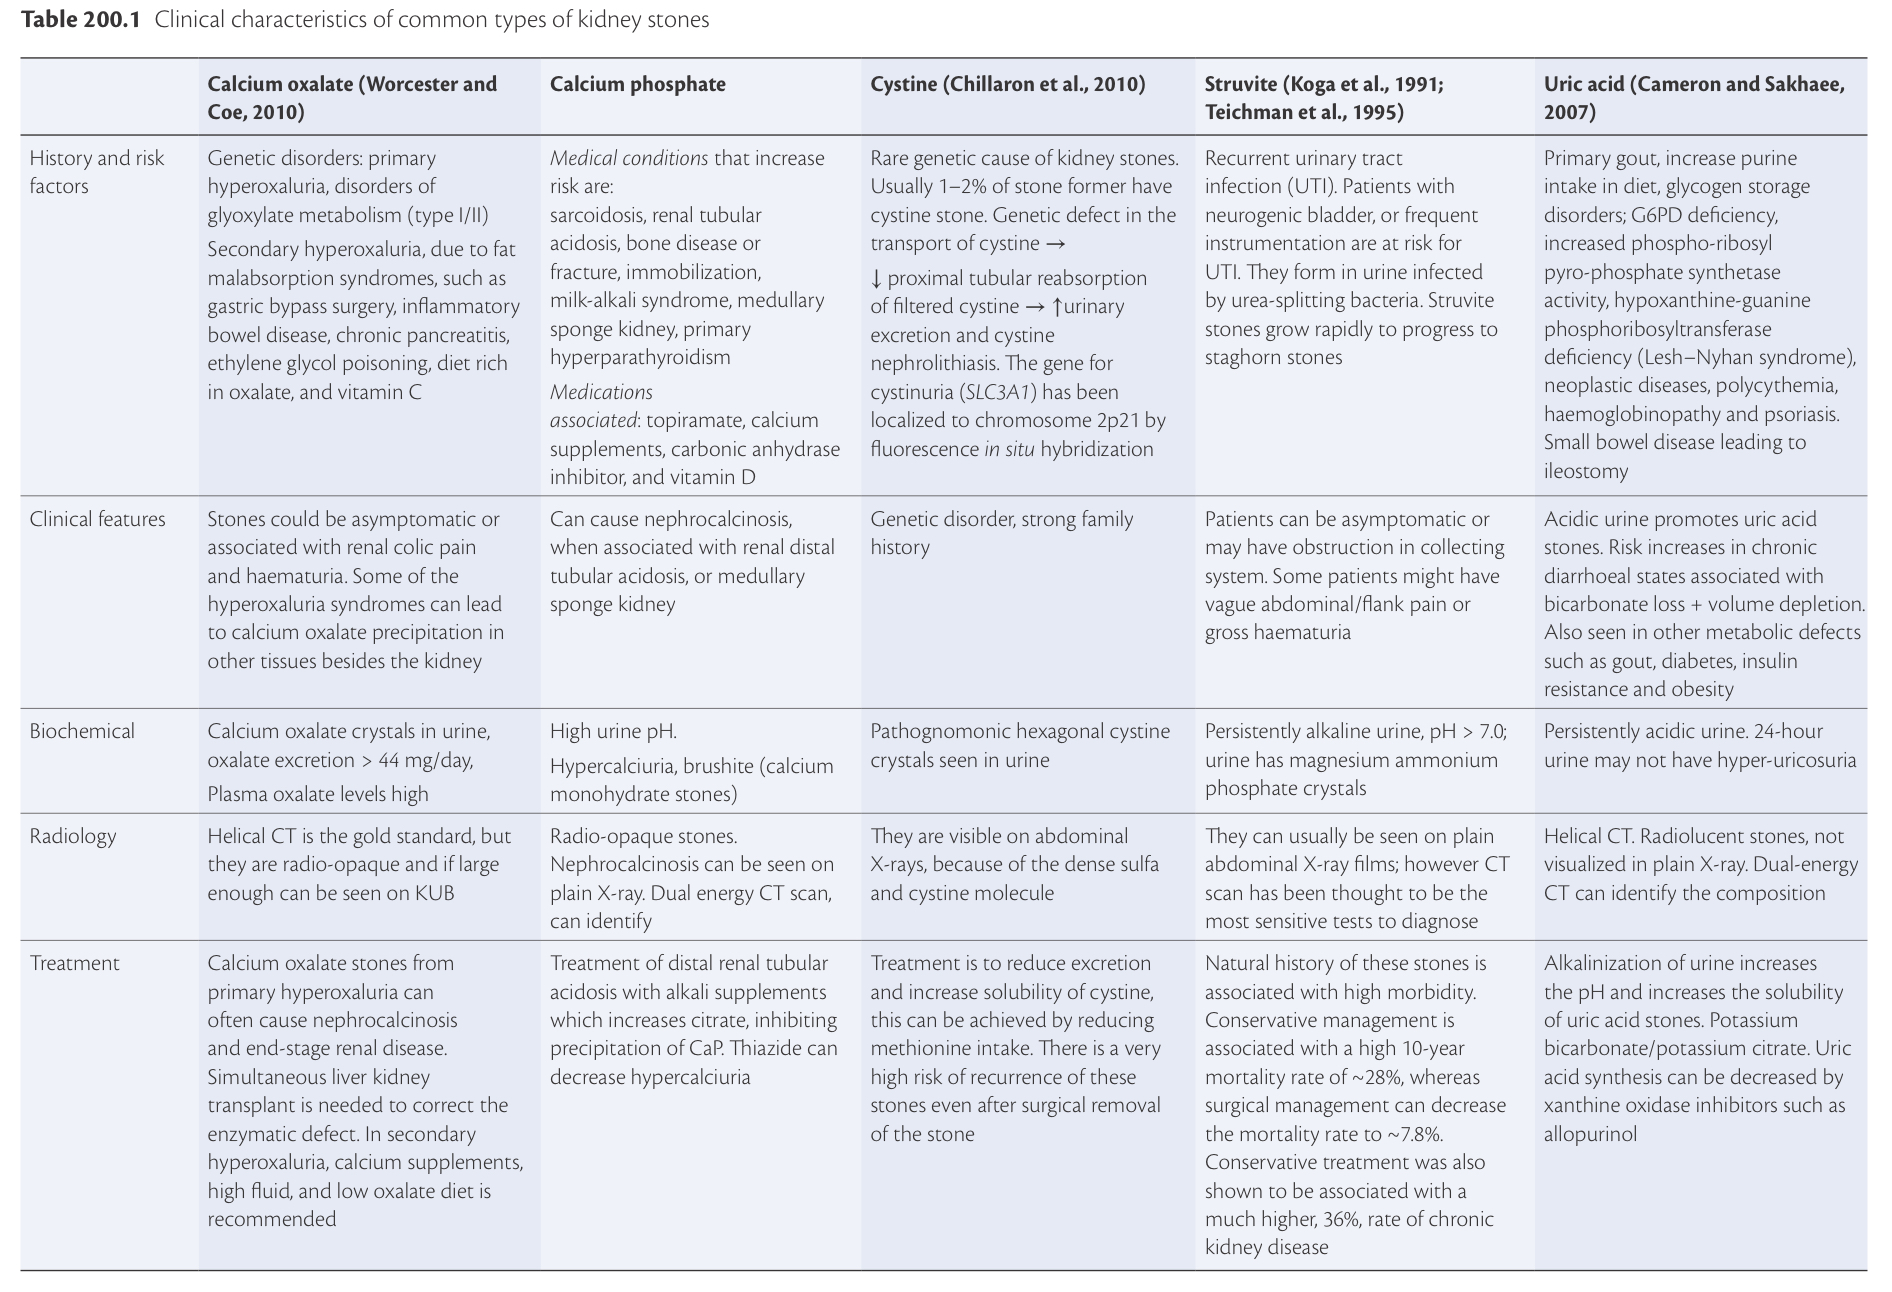 Table 200.1 Clinical characteristics of common types of kidney stones
Calcium oxalate (Worcester and
Coe, 2010)
Calcium phosphate
Cystine (Chillaron et al., 2010)
Struvite (Koga et al., 1991;
Teichman et al., 1995)
Uric acid (Cameron and Sakhaee,
2007)
History and risk
factors
Genetic disorders: primary
hyperoxaluria, disorders of
glyoxylate metabolism (type I/II)
Secondary hyperoxaluria, due to fat
malabsorption syndromes, such as
gastric bypass surgery, inflammatory
bowel disease, chronic pancreatitis,
ethylene glycol poisoning, diet rich
in oxalate, and vitamin C
Medical conditions that increase
risk are:
sarcoidosis, renal tubular
acidosis, bone disease or
fracture, immobilization,
milk-alkali syndrome, medullary
sponge kidney, primary
hyperparathyroidism
Medications
associated: topiramate, calcium
supplements, carbonic anhydrase
inhibitor, and vitamin D
Rare genetic cause of kidney stones.
Usually 1–2% of stone former have
cystine stone. Genetic defect in the
transport of cystine →
↓ proximal tubular reabsorption
of filtered cystine → ↑urinary
excretion and cystine
nephrolithiasis. The gene for
cystinuria (SLC3A1) has been
localized to chromosome 2p21 by
fluorescence in situ hybridization
Recurrent urinary tract
infection (UTI). Patients with
neurogenic bladder, or frequent
instrumentation are at risk for
UTI. They form in urine infected
by urea-splitting bacteria. Struvite
stones grow rapidly to progress to
staghorn stones
Primary gout, increase purine
intake in diet, glycogen storage
disorders; G6PD deficiency,
increased phospho-ribosyl
pyro-phosphate synthetase
activity, hypoxanthine-guanine
phosphoribosyltransferase
deficiency (Lesh–Nyhan syndrome),
neoplastic diseases, polycythemia,
haemoglobinopathy and psoriasis.
Small bowel disease leading to
ileostomy
Clinical features
Stones could be asymptomatic or
associated with renal colic pain
and haematuria. Some of the
hyperoxaluria syndromes can lead
to calcium oxalate precipitation in
other tissues besides the kidney
Can cause nephrocalcinosis,
when associated with renal distal
tubular acidosis, or medullary
sponge kidney
Genetic disorder, strong family
history
Patients can be asymptomatic or
may have obstruction in collecting
system. Some patients might have
vague abdominal/flank pain or
gross haematuria
Acidic urine promotes uric acid
stones. Risk increases in chronic
diarrhoeal states associated with
bicarbonate loss + volume depletion.
Also seen in other metabolic defects
such as gout, diabetes, insulin
resistance and obesity
Biochemical
Calcium oxalate crystals in urine,
oxalate excretion > 44 mg/day,
Plasma oxalate levels high
High urine pH.
Hypercalciuria, brushite (calcium
monohydrate stones)
Pathognomonic hexagonal cystine
crystals seen in urine
Persistently alkaline urine, pH > 7.0;
urine has magnesium ammonium
phosphate crystals
Persistently acidic urine. 24-hour
urine may not have hyper-uricosuria
Radiology
Helical CT is the gold standard, but
they are radio-opaque and if large
enough can be seen on KUB
Radio-opaque stones.
Nephrocalcinosis can be seen on
plain X-ray. Dual energy CT scan,
can identify
They are visible on abdominal
X-rays, because of the dense sulfa
and cystine molecule
They can usually be seen on plain
abdominal X-ray films; however CT
scan has been thought to be the
most sensitive tests to diagnose
Helical CT. Radiolucent stones, not
visualized in plain X-ray. Dual-energy
CT can identify the composition
Treatment
Calcium oxalate stones from
primary hyperoxaluria can
often cause nephrocalcinosis
and end-stage renal disease.
Simultaneous liver kidney
transplant is needed to correct the
enzymatic defect. In secondary
hyperoxaluria, calcium supplements,
high fluid, and low oxalate diet is
recommended
Treatment of distal renal tubular
acidosis with alkali supplements
which increases citrate, inhibiting
precipitation of CaP. Thiazide can
decrease hypercalciuria
Treatment is to reduce excretion
and increase solubility of cystine,
this can be achieved by reducing
methionine intake. There is a very
high risk of recurrence of these
stones even after surgical removal
of the stone
Natural history of these stones is
associated with high morbidity.
Conservative management is
associated with a high 10-year
mortality rate of ~28%, whereas
surgical management can decrease
the mortality rate to ~7.8%.
Conservative treatment was also
shown to be associated with a
much higher, 36%, rate of chronic
kidney disease
Alkalinization of urine increases
the pH and increases the solubility
of uric acid stones. Potassium
bicarbonate/potassium citrate. Uric
acid synthesis can be decreased by
xanthine oxidase inhibitors such as
allopurinol